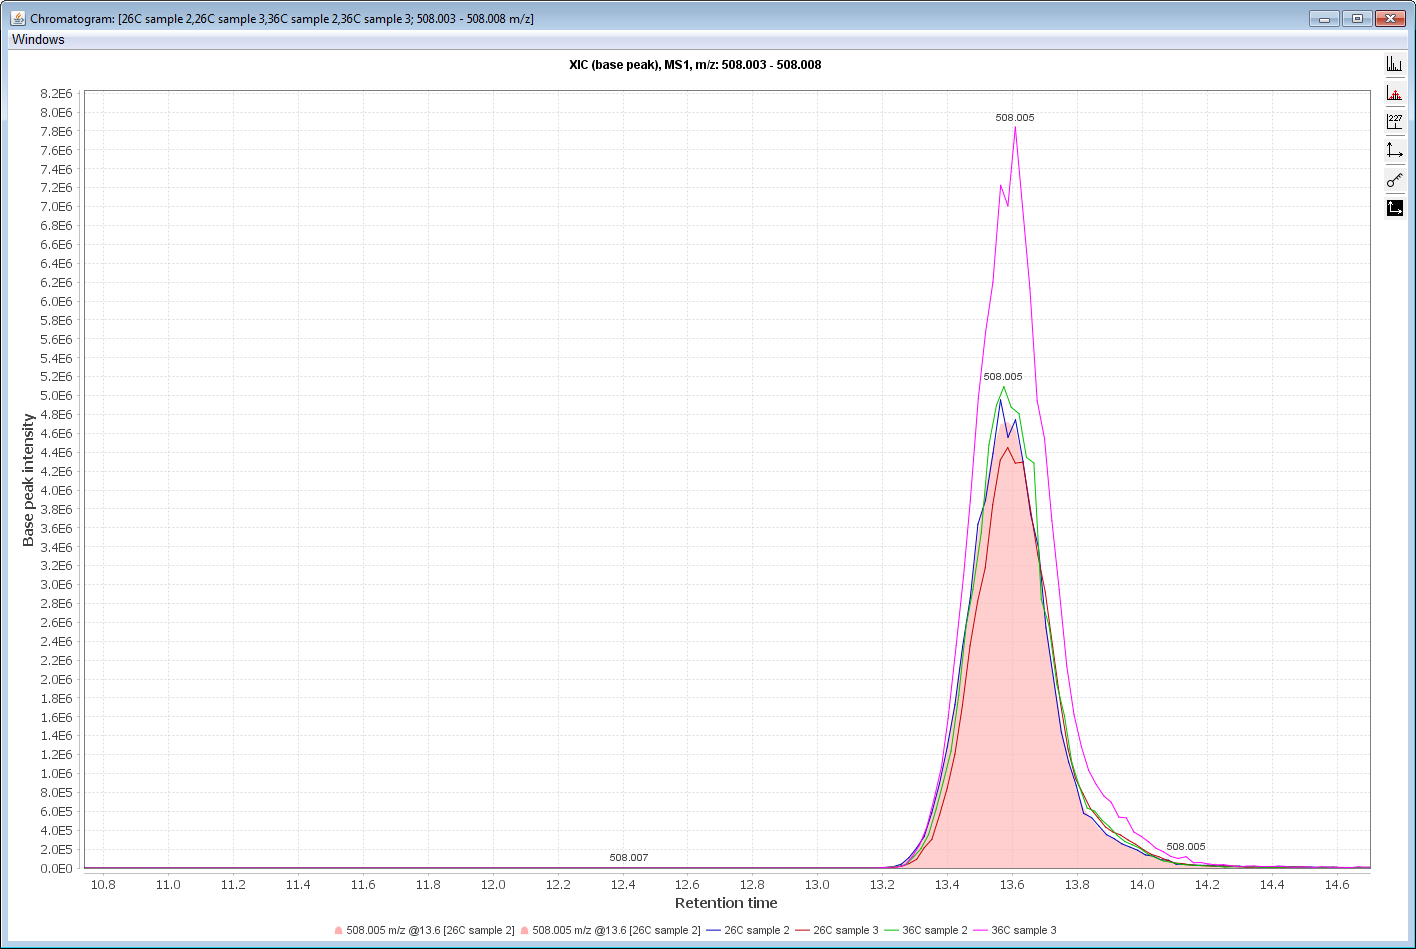 Chromatogram: [26C sample 2,26C sample 3,36C sample 2,36C sample 3; 508.003 - 508.008 m/z]
Windows
XIC (base peak), MS1, m/z: 508.003 - 508.008
227
8.2E6
8.0E6
7.8E6
7.6E6
7.4E6
7.2E6
7.0E6
6.8E6
6.6E6
6.4E6
6.2E6
6.0E6
5.8E6
5.6E6
5.4E6
5.2E6
5.0E6
4.8E6
4.6E6
4.4E6
4.2E6
4.0E6
3.8E6
3.6E6
3.4E6
3.2E6
3.0E6
2.8E6
2.6E6
2.4E6
2.2E6
2.0E6
1.8E6
1.6E6
1.4E6
1.2E6
1.0E6
8.0E5
6.0E5
4.0E5
2.0E5
0.0E0
Base peak intensity
508.005
508.005
508.005
508.007
10.8 11.0 11.2 11.4 11.6 11.8 12.0 12.2 12.4 12.6 12.8 13.0 13.2 13.4 13.6 13.8 14.0 14.2 14.4 14.6
Retention time
508.005 m/z @13.6 [26C sample 2] 508.005 m/z @13.6 [26C sample 2] 26C sample 2 26C sample 3 36C sample 2 36C sample 3